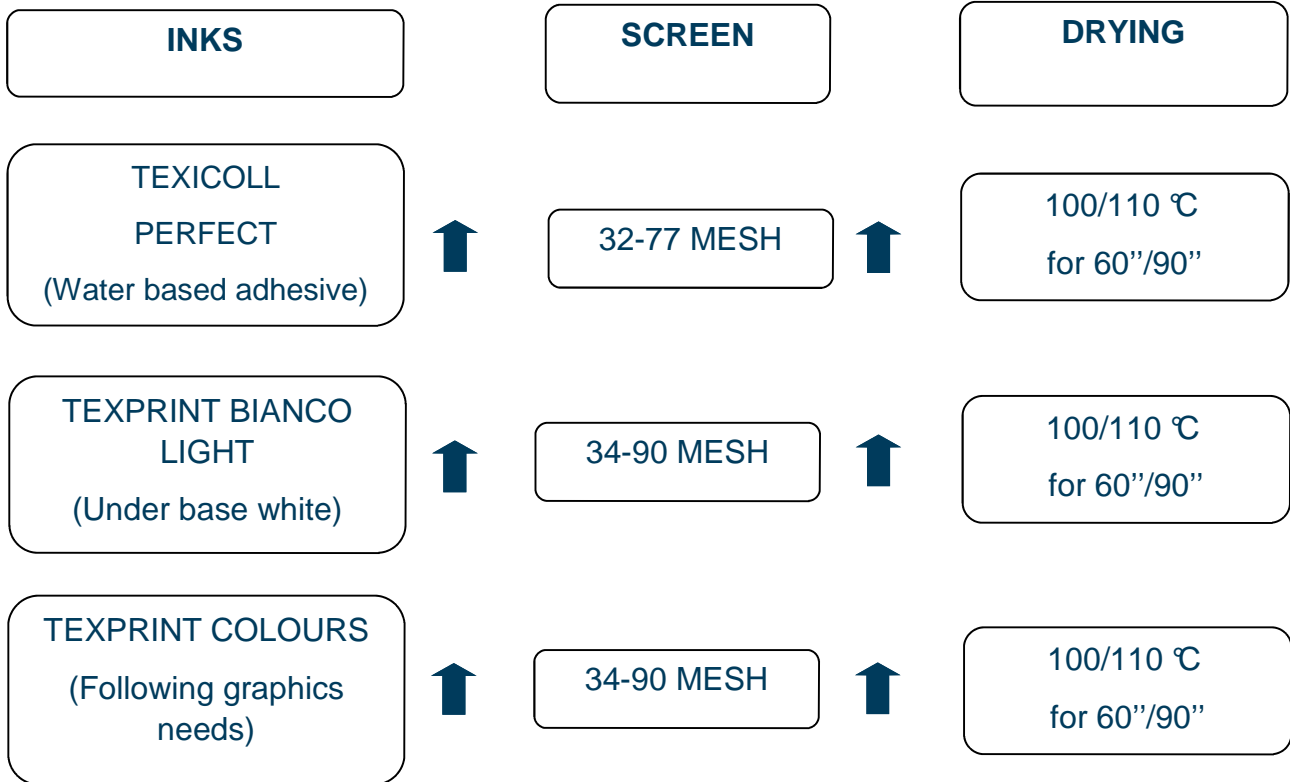 INKS
SCREEN
DRYING
TEXICOLL
PERFECT
(Water based adhesive)
32-77 MESH
100/110 °C
for 60’’/90’’
TEXPRINT BIANCO
LIGHT
(Under base white)
34-90 MESH
100/110 °C
for 60’’/90’’
TEXPRINT COLOURS
(Following graphics
needs)
34-90 MESH
100/110 °C
for 60’’/90’’